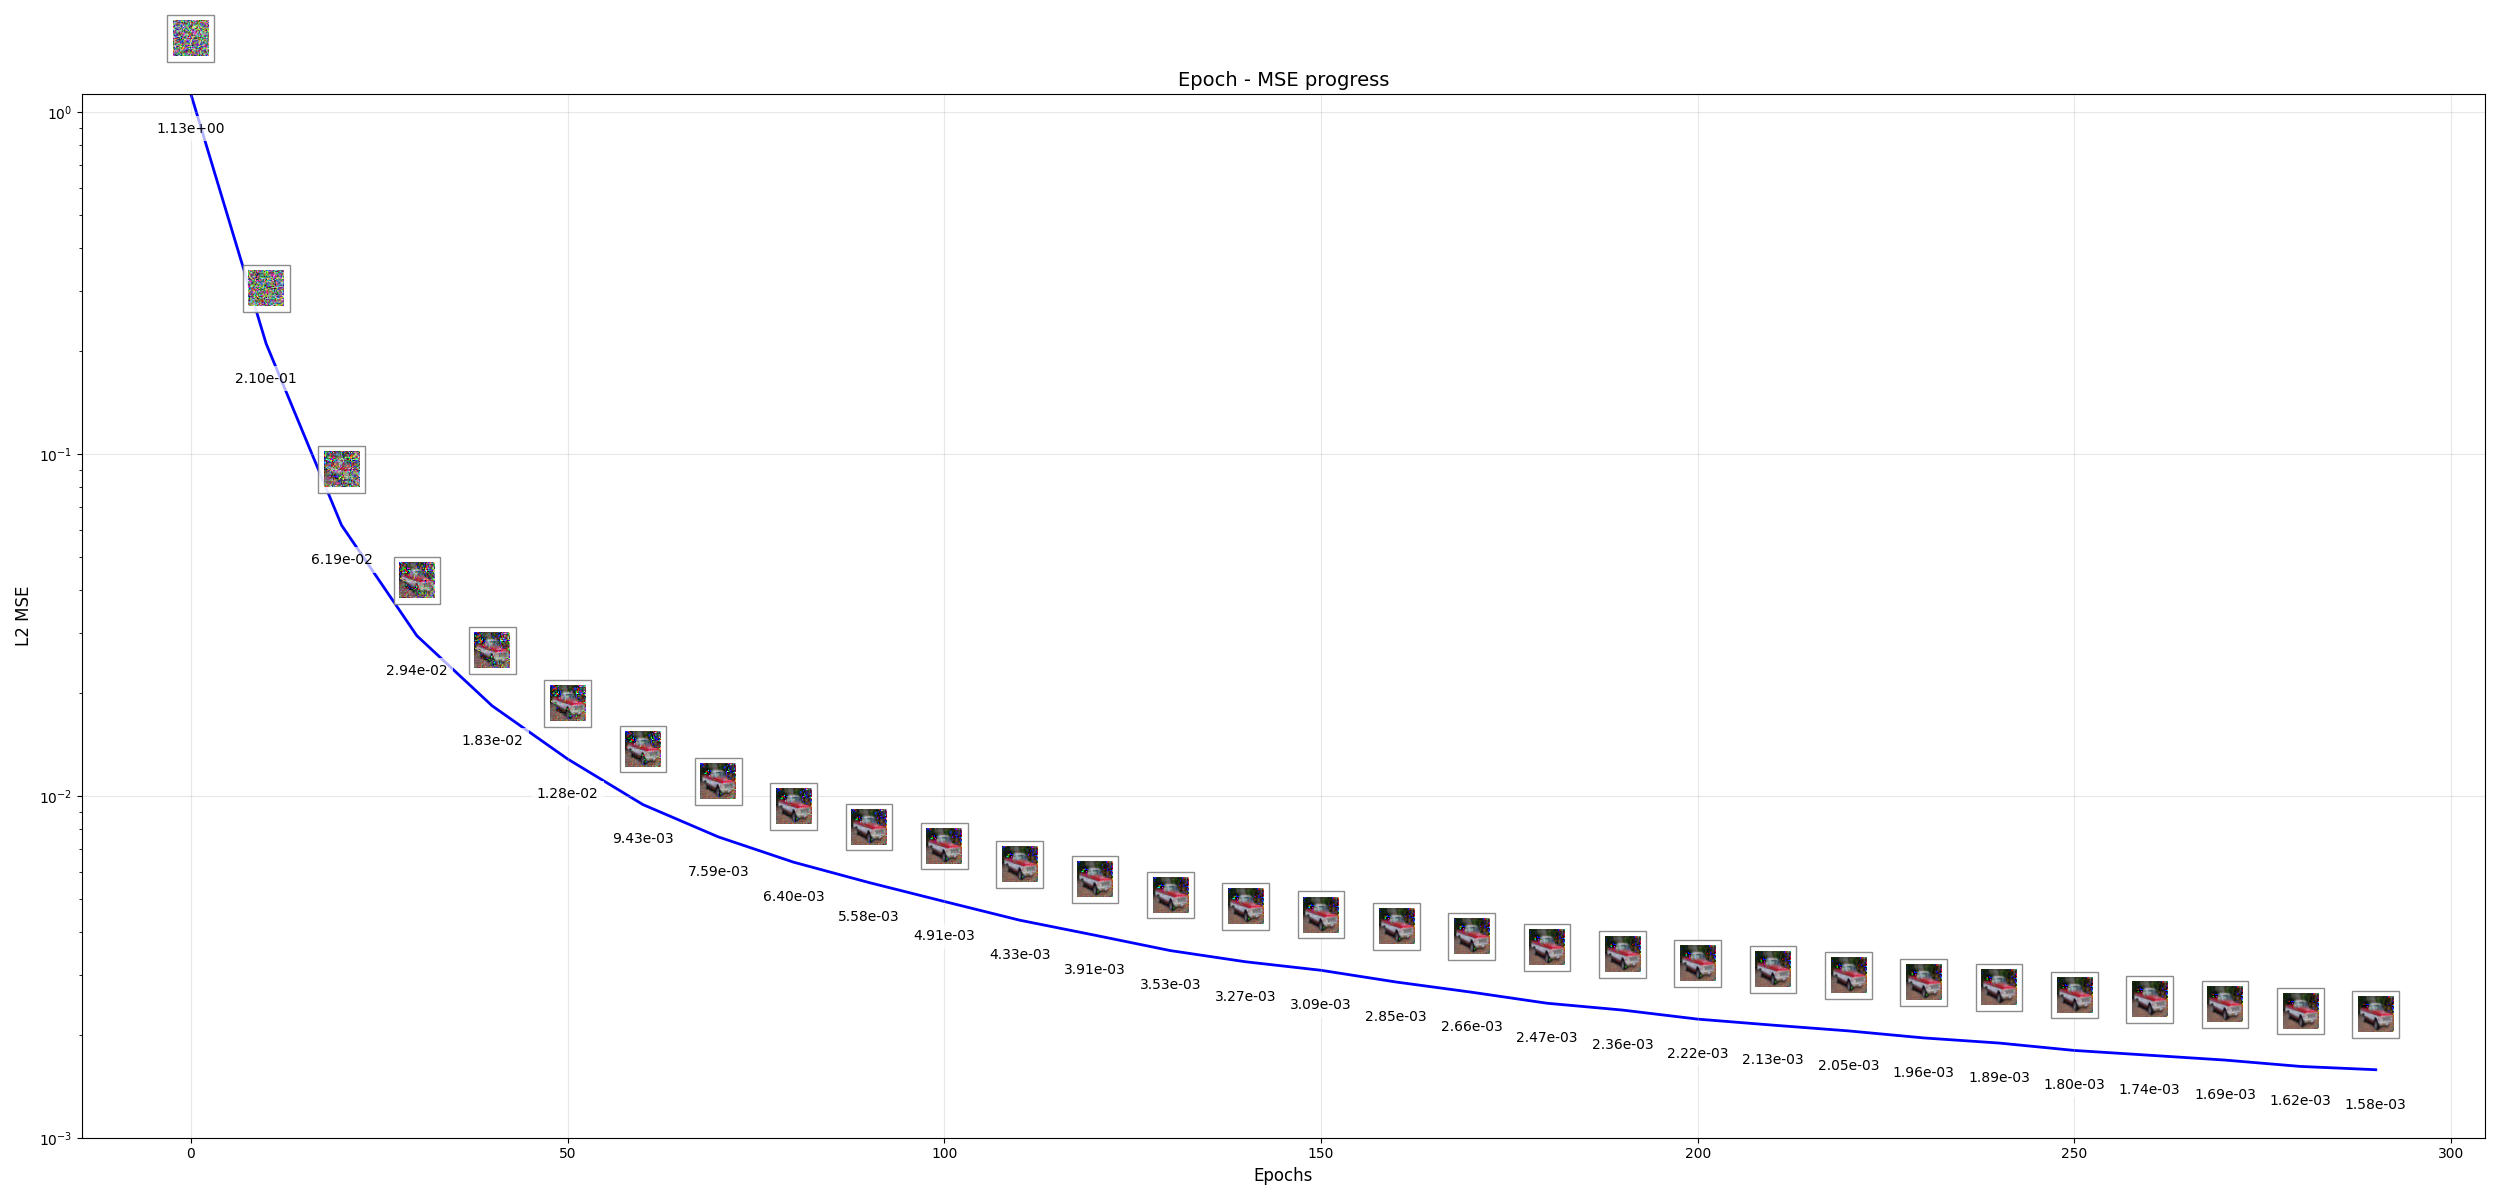 Epoch - MSE progress
10⁰
10⁻¹
10⁻²
10⁻³
L2 MSE
1.13e+00
2.10e-01
6.19e-02
2.94e-02
1.83e-02
1.28e-02
9.43e-03
7.59e-03
6.40e-03
5.58e-03
4.91e-03
4.33e-03
3.91e-03
3.53e-03
3.27e-03
3.09e-03
2.85e-03
2.66e-03
2.47e-03
2.36e-03
2.22e-03
2.13e-03
2.05e-03
1.96e-03
1.89e-03
1.80e-03
1.74e-03
1.69e-03
1.62e-03
1.58e-03
0 50 100 150 200 250 300
Epochs